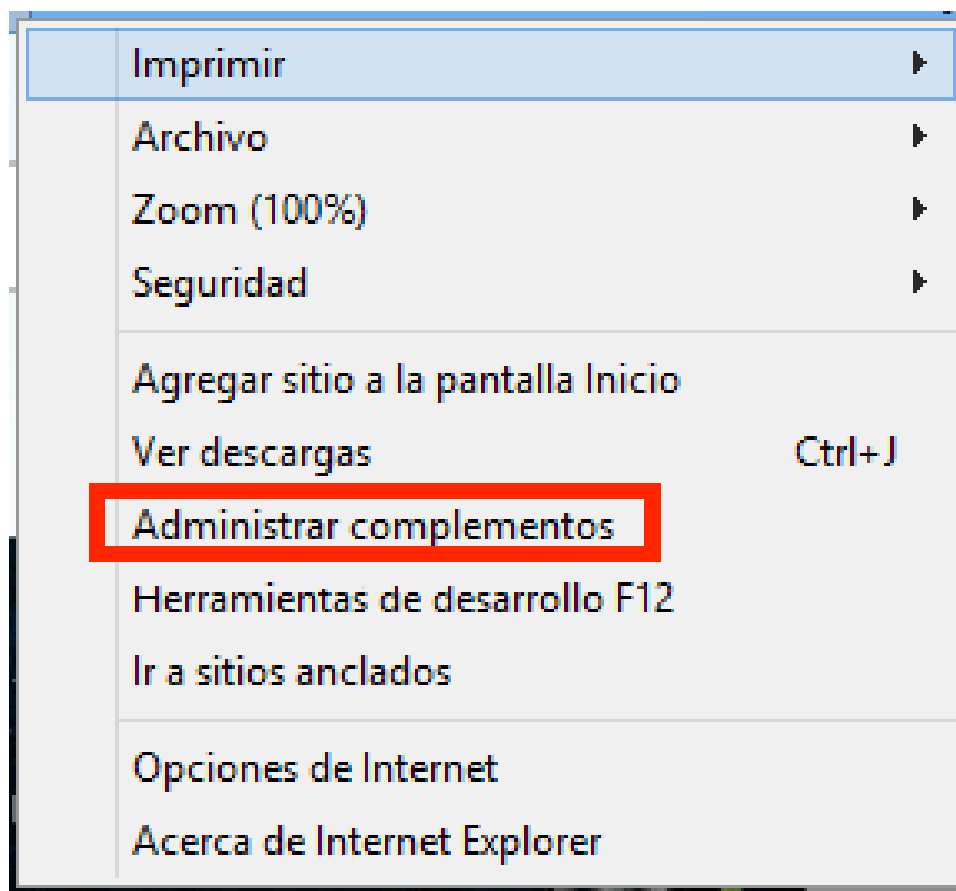 Imprimir
Archivo
Zoom (100%)
Seguridad
Agregar sitio a la pantalla Inicio
Ver descargas Ctrl+J
Administrar complementos
Herramientas de desarrollo F12
Ir a sitios anclados
Opciones de Internet
Acerca de Internet Explorer